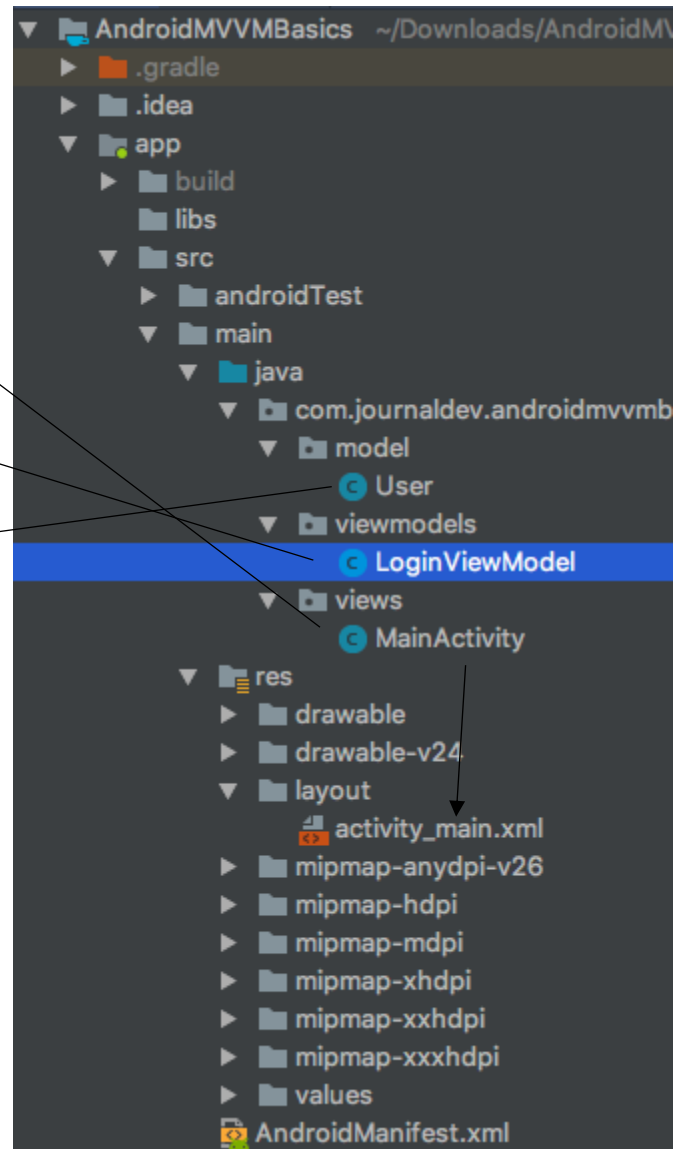 AndroidMVVMBasics ~/Downloads/AndroidMV
.gradle
.idea
app
build
libs
src
androidTest
main
java
com.journaldev.androidmvvmb
model
User
viewmodels
LoginViewModel
views
MainActivity
res
drawable
drawable-v24
layout
activity_main.xml
mipmap-anydpi-v26
mipmap-hdpi
mipmap-mdpi
mipmap-xhdpi
mipmap-xxhdpi
mipmap-xxxhdpi
values
AndroidManifest.xml